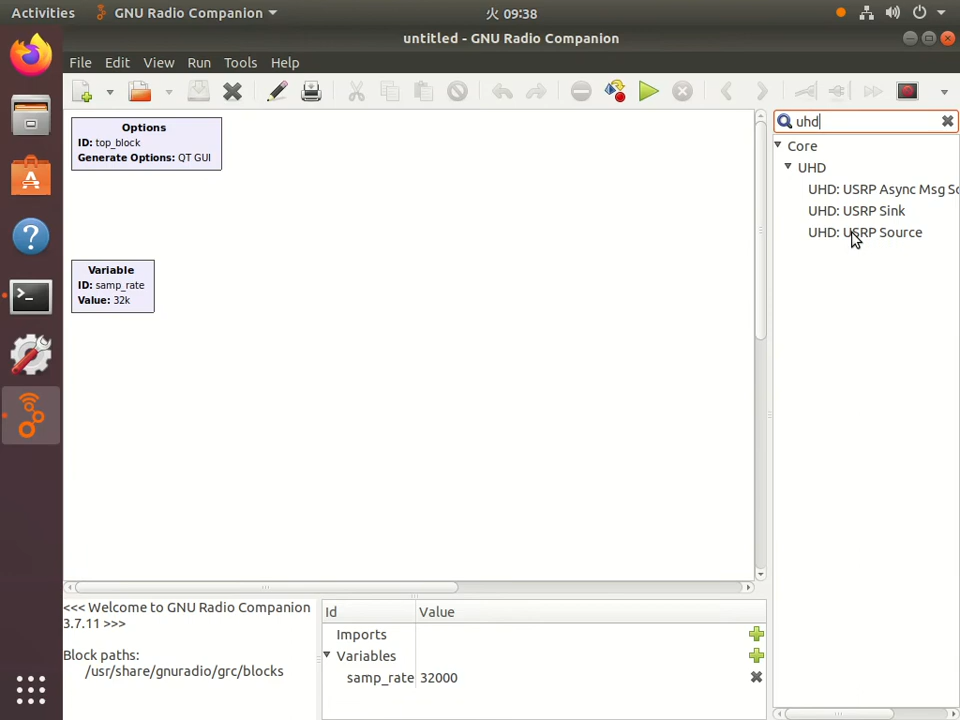 Activities
GNU Radio Companion
火 09:38
untitled - GNU Radio Companion
File Edit View Run Tools Help
Options
ID: top_block
Generate Options: QT GUI
Variable
ID: samp_rate
Value: 32k
uhd
Core
UHD
UHD: USRP Async Msg So
UHD: USRP Sink
UHD: USRP Source
<<< Welcome to GNU Radio Companion
3.7.11 >>>
Block paths:
/usr/share/gnuradio/grc/blocks
Id Value
Imports
Variables
samp_rate 32000